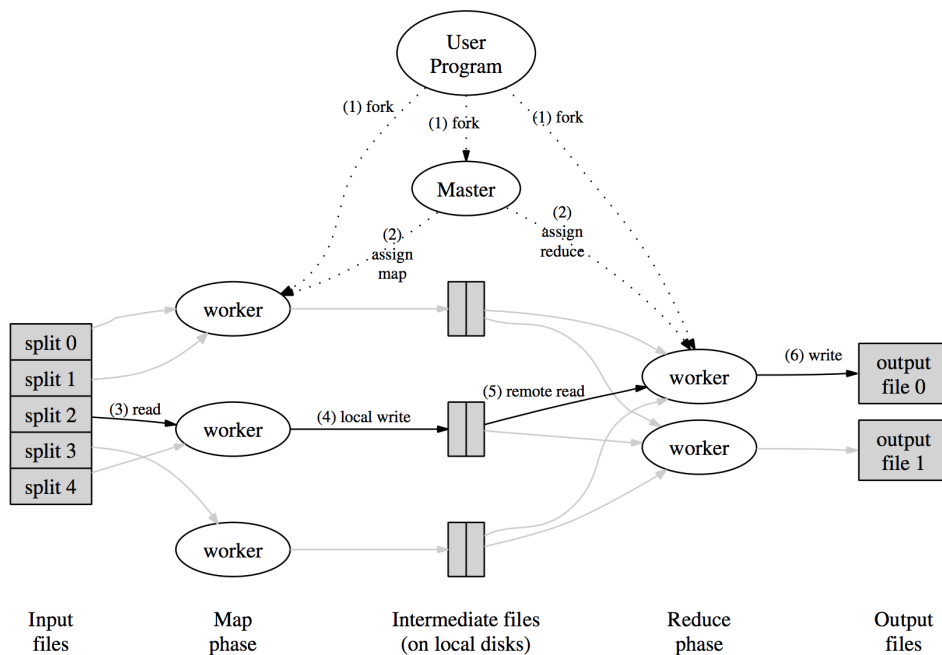 User
Program
(1) fork
(1) fork
(1) fork
Master
(2)
assign
map
(2)
assign
reduce
worker
split 0
split 1
split 2
split 3
split 4
(3) read
worker
(4) local write
(5) remote read
worker
(6) write
output
file 0
worker
output
file 1
worker
Input
files
Map
phase
Intermediate files
(on local disks)
Reduce
phase
Output
files